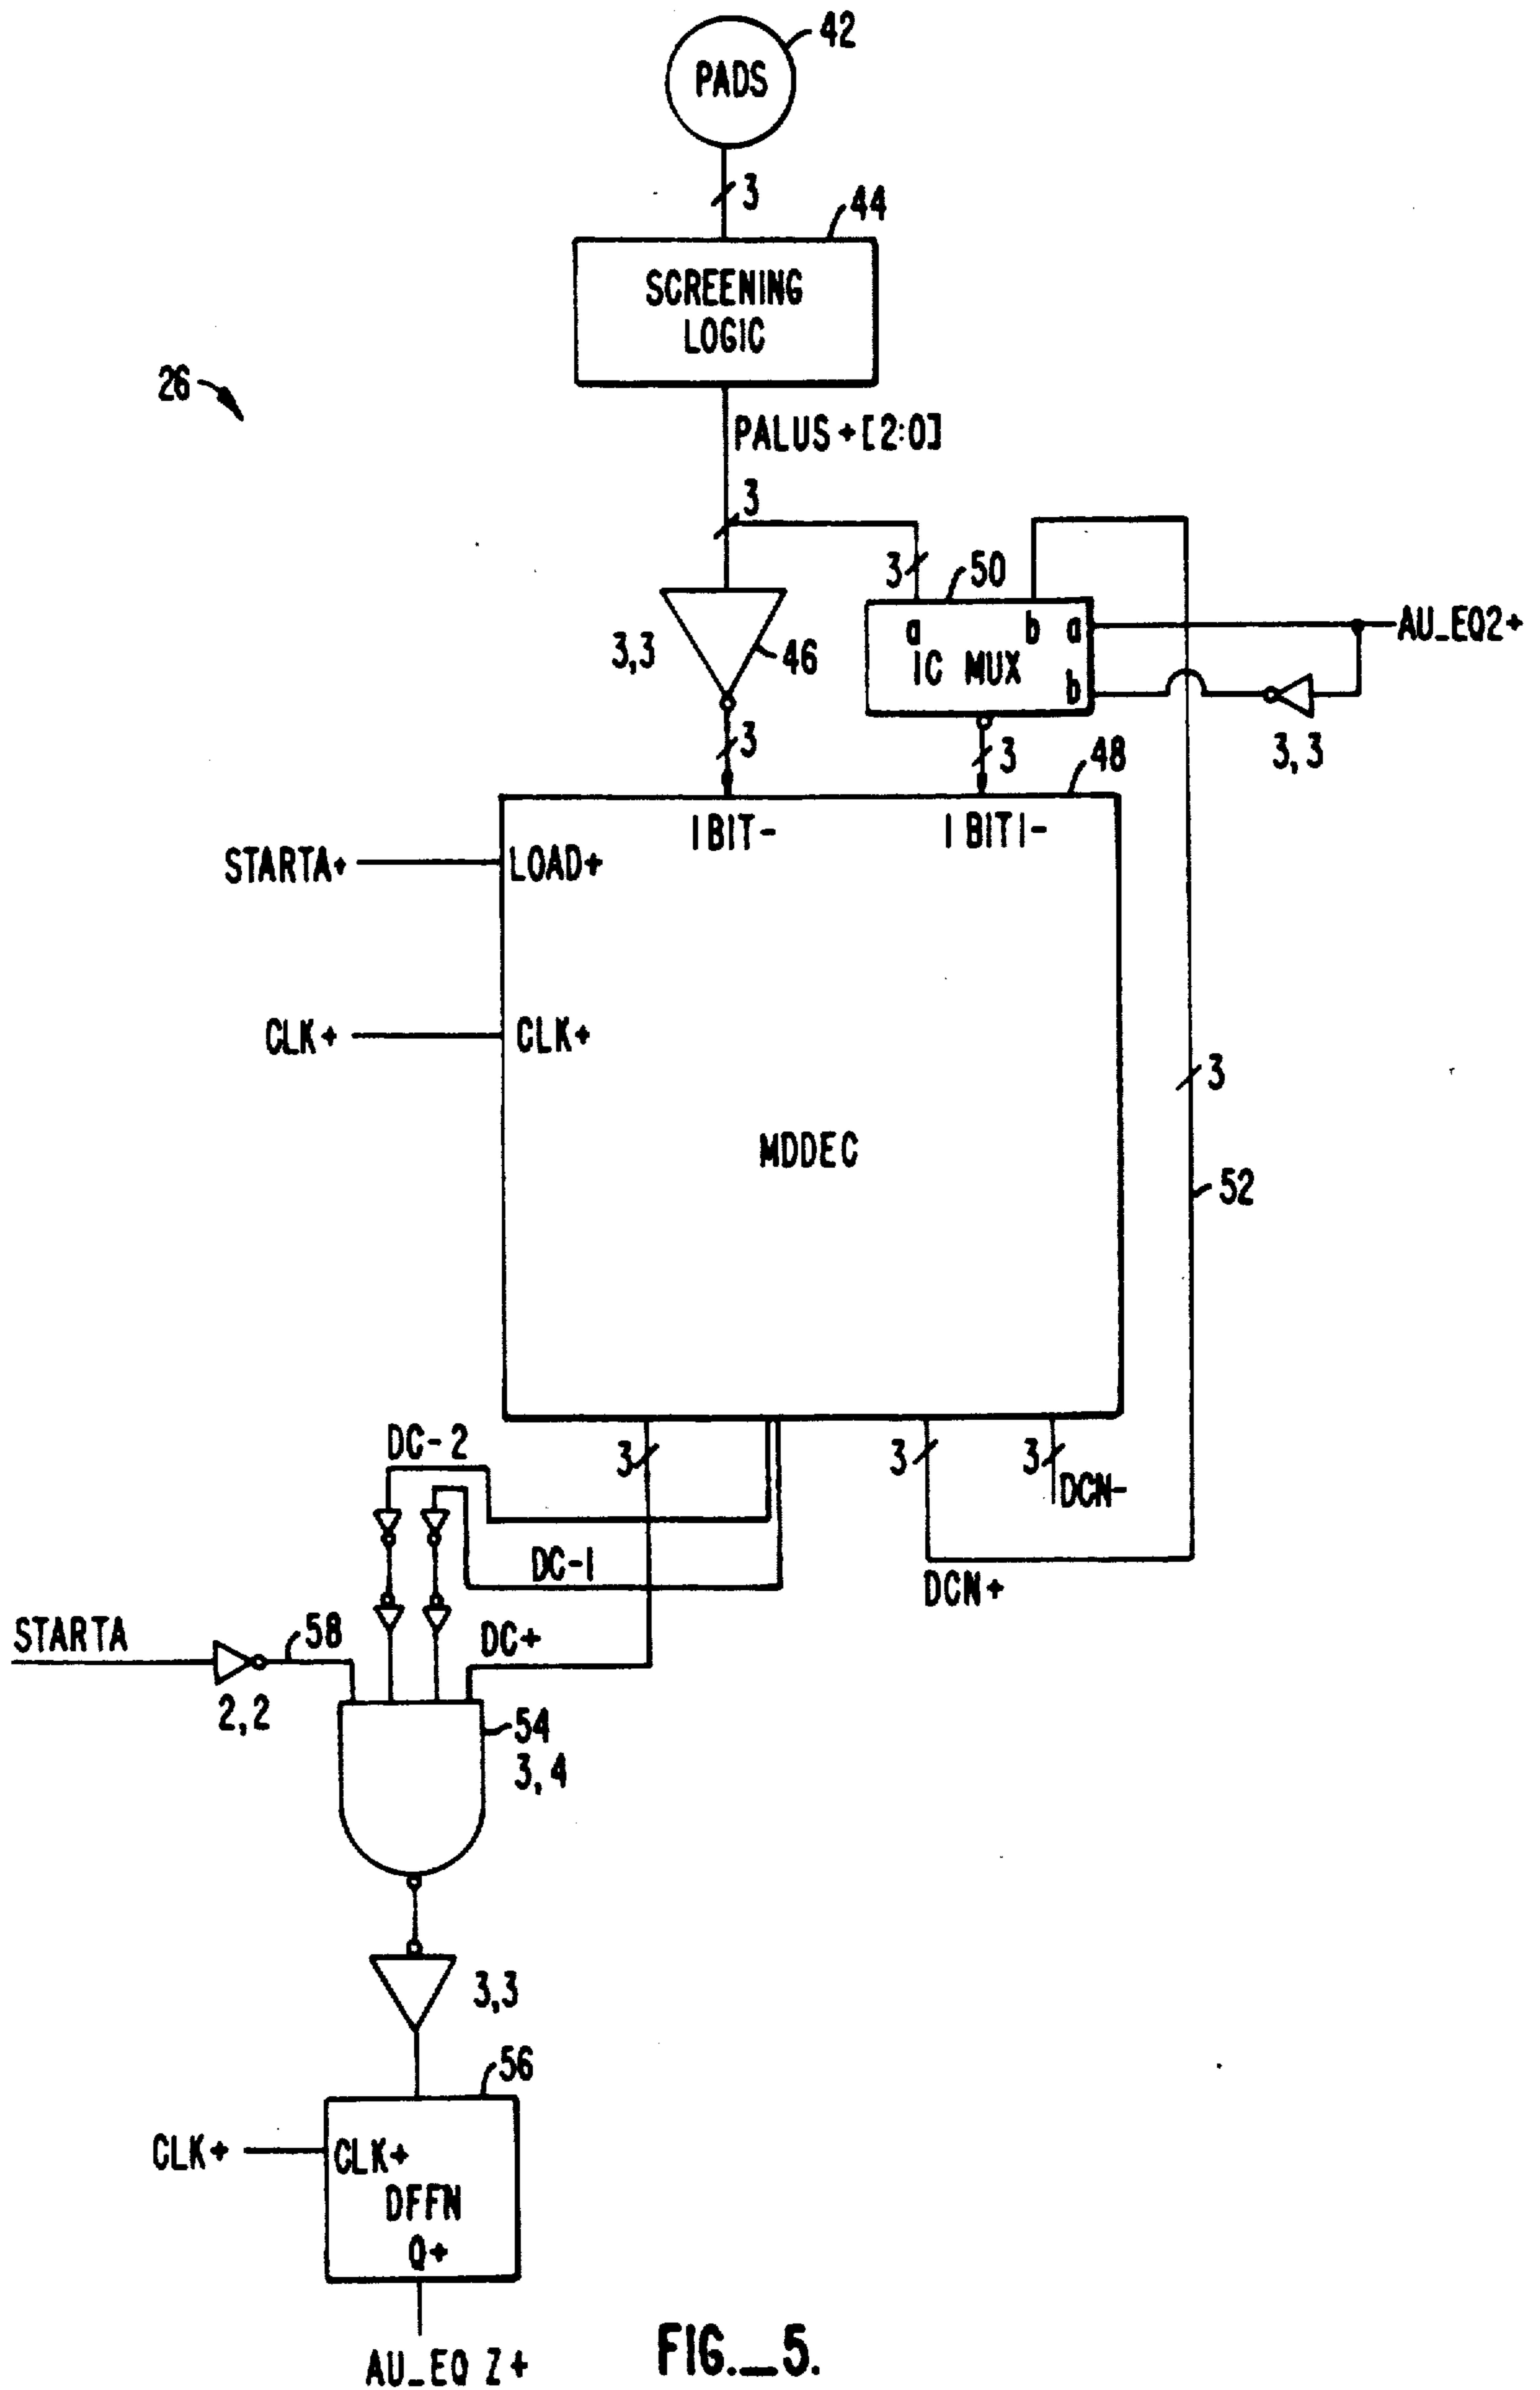 42
PADS
3
44
SCREENING
LOGIC
26
PALUS+[2:0]
3
3
50
a b a
AU_EQ2+
3,3
46
IC MUX
b
3
3
3,3
48
IBIT-
IBIT1-
STARTA+
LOAD+
CLK+
CLK+
3
MDDEC
52
DC-2
3
3
3
DCN-
DC-1
DCN+
STARTA
58
DC+
2,2
54
3,4
3,3
56
CLK+
CLK+
DFFN
Q+
AU_EQ Z+
FIG._5.